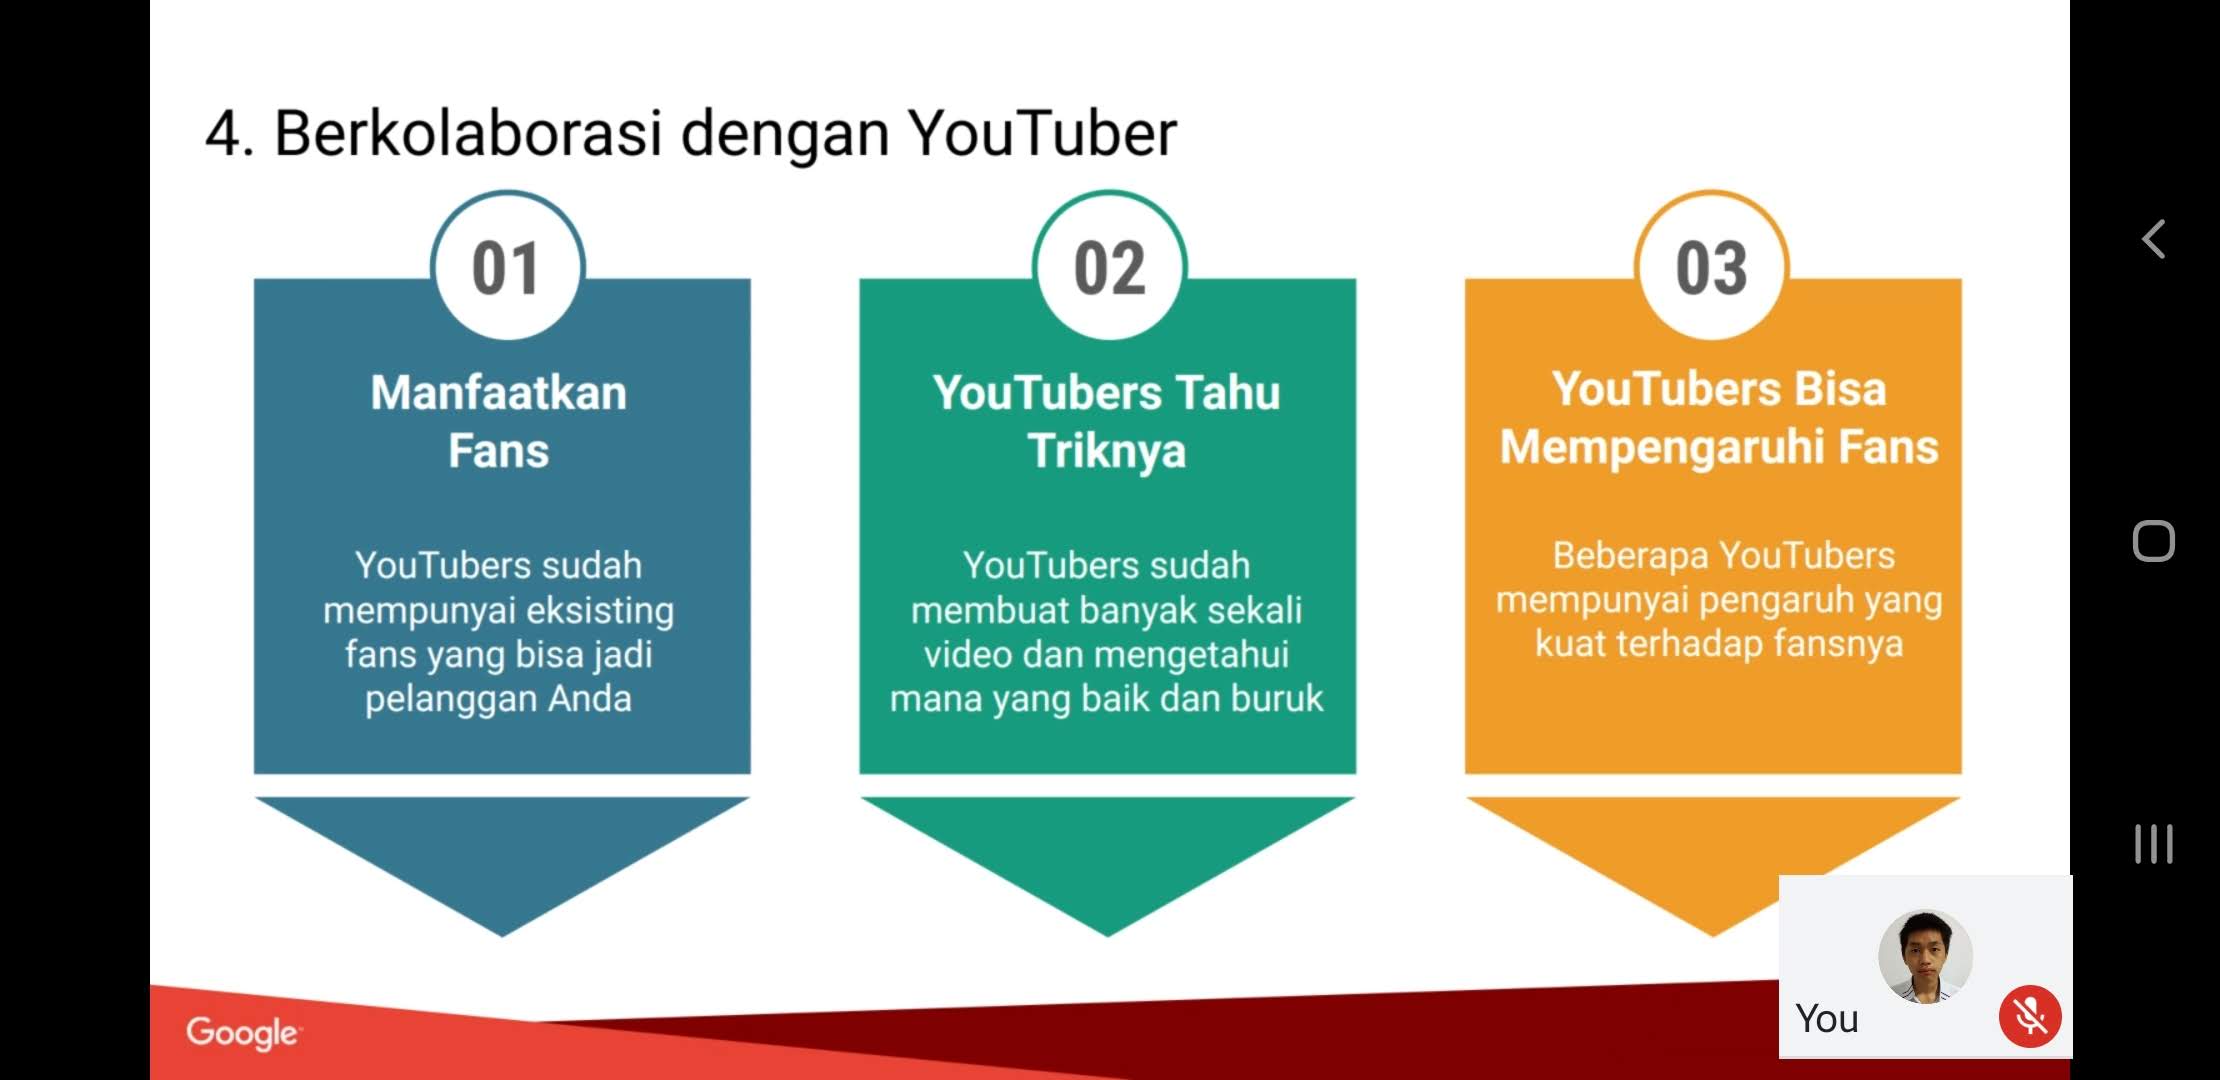 4. Berkolaborasi dengan YouTuber
01
Manfaatkan
Fans
YouTubers sudah
mempunyai eksisting
fans yang bisa jadi
pelanggan Anda
02
YouTubers Tahu
Triknya
YouTubers sudah
membuat banyak sekali
video dan mengetahui
mana yang baik dan buruk
03
YouTubers Bisa
Mempengaruhi Fans
Beberapa YouTubers
mempunyai pengaruh yang
kuat terhadap fansnya
Google
You